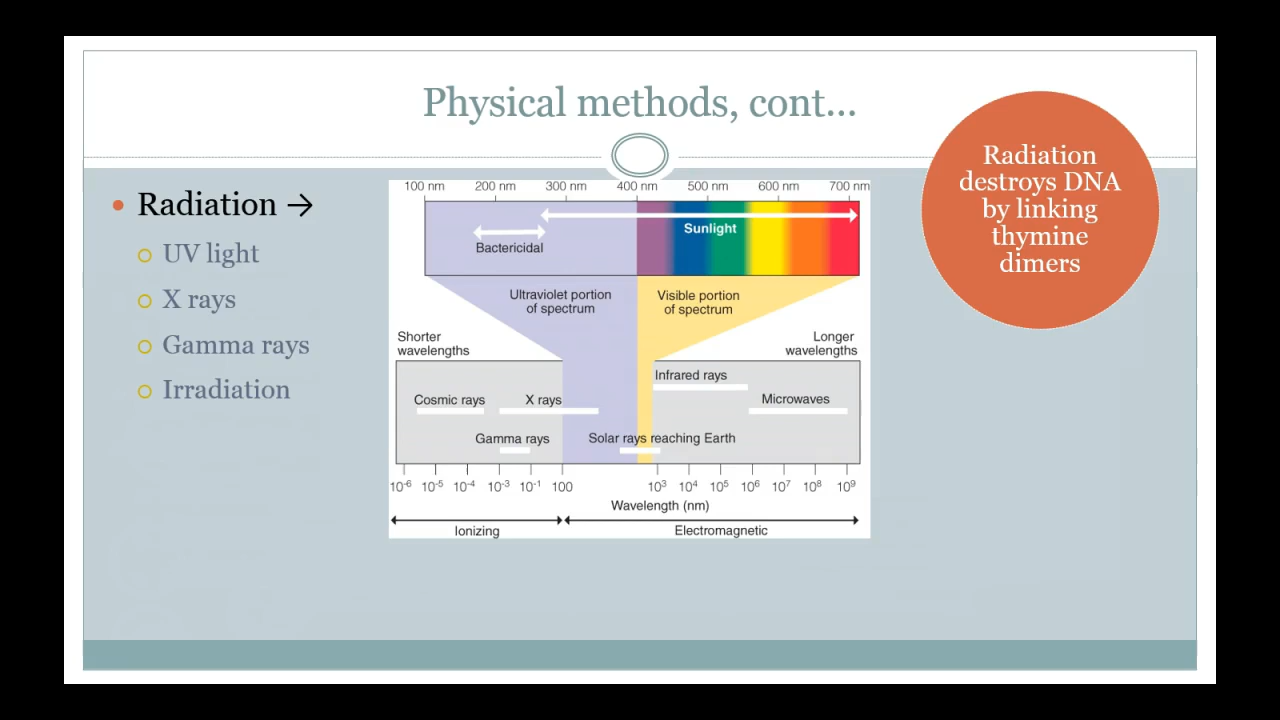 Physical methods, cont...
Radiation →
UV light
X rays
Gamma rays
Irradiation
Radiation
destroys DNA
by linking
thymine
dimers
100 nm 200 nm 300 nm 400 nm 500 nm 600 nm 700 nm
Sunlight
Bactericidal
Ultraviolet portion
of spectrum
Visible portion
of spectrum
Shorter
wavelengths
Longer
wavelengths
Infrared rays
Cosmic rays X rays Microwaves
Gamma rays Solar rays reaching Earth
10⁻⁶ 10⁻⁵ 10⁻⁴ 10⁻³ 10⁻¹ 100 10³ 10⁴ 10⁵ 10⁶ 10⁷ 10⁸ 10⁹
Wavelength (nm)
Ionizing Electromagnetic